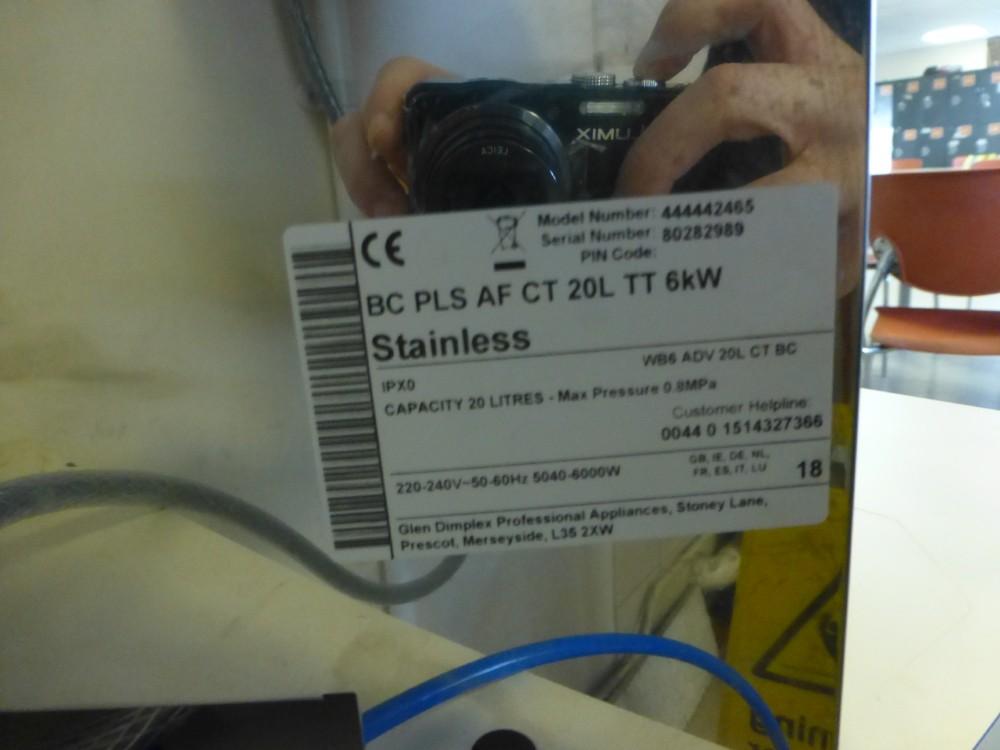 XIMUL
LEICA
CE
Model Number: 444442465
Serial Number: 80282989
PIN Code:
BC PLS AF CT 20L TT 6kW
Stainless
WB6 ADV 20L CT BC
IPX0
CAPACITY 20 LITRES - Max Pressure 0.8MPa
Customer Helpline:
0044 0 1514327366
220-240V~50-60Hz 5040-6000W
GB, IE, DE, NL,
FR, ES, IT, LU
18
Glen Dimplex Professional Appliances, Stoney Lane,
Prescot, Merseyside, L35 2XW